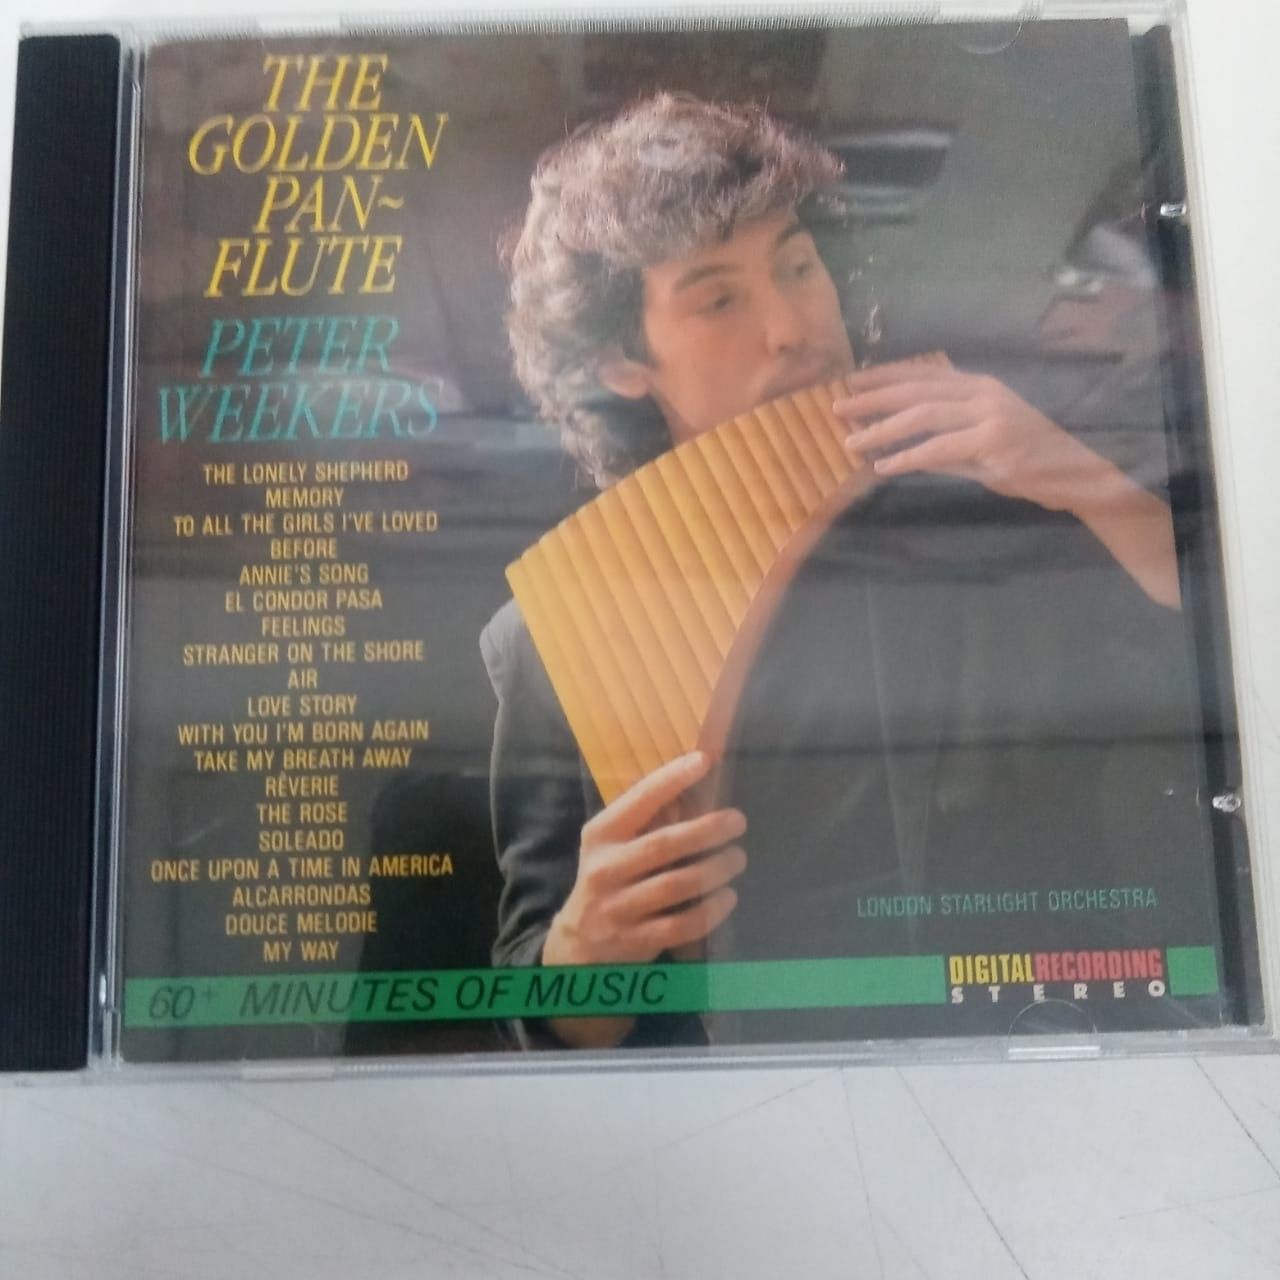 THE
GOLDEN
PAN~
FLUTE
PETER
WEEKERS
THE LONELY SHEPHERD
MEMORY
TO ALL THE GIRLS I'VE LOVED
BEFORE
ANNIE'S SONG
EL CONDOR PASA
FEELINGS
STRANGER ON THE SHORE
AIR
LOVE STORY
WITH YOU I'M BORN AGAIN
TAKE MY BREATH AWAY
RÊVERIE
THE ROSE
SOLEADO
ONCE UPON A TIME IN AMERICA
ALCARRONDAS
DOUCE MELODIE
MY WAY
LONDON STARLIGHT ORCHESTRA
60+ MINUTES OF MUSIC
DIGITALRECORDING
STEREO